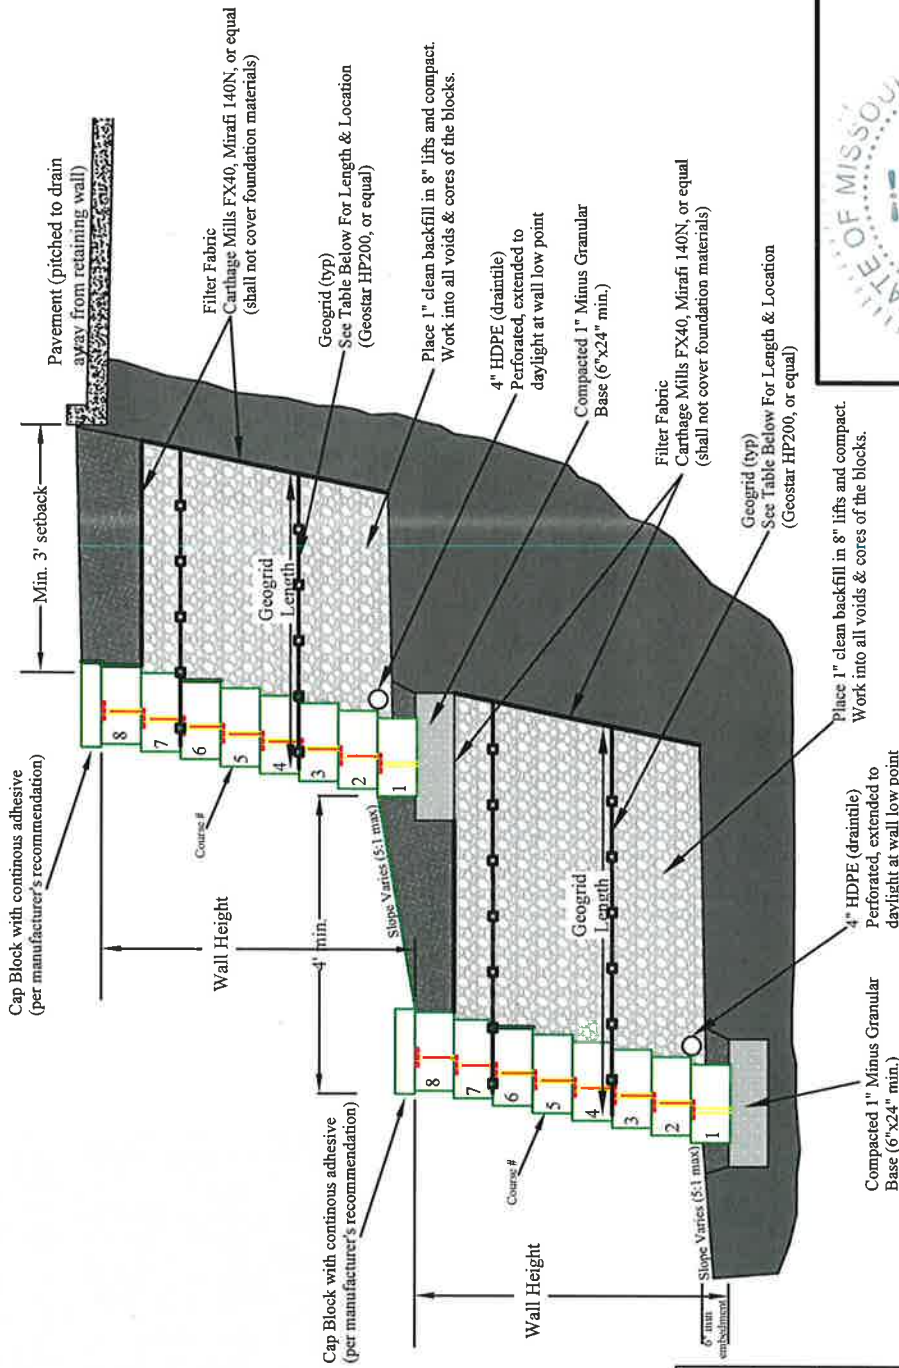 Cap Block with continous adhesive
(per manufacturer's recommendation)
Min. 3' setback
Pavement (pitched to drain
away from retaining wall)
Filter Fabric
Carthage Mills FX40, Mirafi 140N, or equal
(shall not cover foundation materials)
Geogrid (typ)
See Table Below For Length & Location
(Geostar HP200, or equal)
Place 1" clean backfill in 8" lifts and compact.
Work into all voids & cores of the blocks.
4" HDPE (draintile)
Perforated, extended to
daylight at wall low point
Compacted 1" Minus Granular
Base (6"x24" min.)
Wall Height
Course #
8
7
6
5
4
3
2
1
Geogrid
Length
4' min.
Slope Varies (5:1 max)
Cap Block with continous adhesive
(per manufacturer's recommendation)
Filter Fabric
Carthage Mills FX40, Mirafi 140N, or equal
(shall not cover foundation materials)
Geogrid (typ)
See Table Below For Length & Location
(Geostar HP200, or equal)
Place 1" clean backfill in 8" lifts and compact.
Work into all voids & cores of the blocks.
4" HDPE (draintile)
Perforated, extended to
daylight at wall low point
Compacted 1" Minus Granular
Base (6"x24" min.)
Wall Height
Course #
8
7
6
5
4
3
2
1
Geogrid
Length
Slope Varies (5:1 max)
6" min
embedment
OF